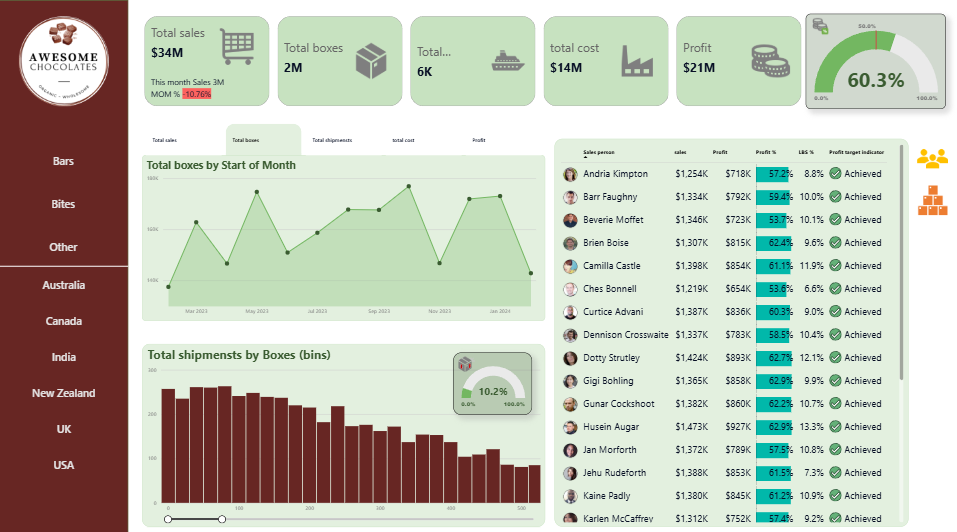 AWESOME
CHOCOLATES
ORGANIC • WHOLESOME
Bars
Bites
Other
Australia
Canada
India
New Zealand
UK
USA
Total sales
$34M
This month Sales 3M
MOM % -10.76%
Total boxes
2M
Total...
6K
total cost
$14M
Profit
$21M
50.0%
60.3%
0.0% 100.0%
Total sales Total boxes Total shipmensts total cost Profit
Total boxes by Start of Month
180K
160K
140K
Mar 2023 May 2023 Jul 2023 Sep 2023 Nov 2023 Jan 2024
Total shipmensts by Boxes (bins)
300
200
100
0
0 100 200 300 400 500
10.2%
0.0% 100.0%
Sales person sales Profit Profit % LBS % Profit target indicator
Andria Kimpton $1,254K $718K 57.2% 8.8% Achieved
Barr Faughny $1,334K $792K 59.4% 10.0% Achieved
Beverie Moffet $1,346K $723K 53.7% 10.1% Achieved
Brien Boise $1,307K $815K 62.4% 9.6% Achieved
Camilla Castle $1,398K $854K 61.1% 11.9% Achieved
Ches Bonnell $1,219K $654K 53.6% 6.6% Achieved
Curtice Advani $1,387K $836K 60.3% 9.0% Achieved
Dennison Crosswaite $1,337K $783K 58.5% 10.4% Achieved
Dotty Strutley $1,424K $893K 62.7% 12.1% Achieved
Gigi Bohling $1,365K $858K 62.9% 9.9% Achieved
Gunar Cockshoot $1,382K $860K 62.2% 10.7% Achieved
Husein Augar $1,473K $927K 62.9% 13.3% Achieved
Jan Morforth $1,372K $789K 57.5% 10.8% Achieved
Jehu Rudeforth $1,388K $853K 61.5% 7.3% Achieved
Kaine Padly $1,380K $845K 61.2% 10.9% Achieved
Karlen McCaffrey $1,312K $752K 57.4% 9.2% Achieved